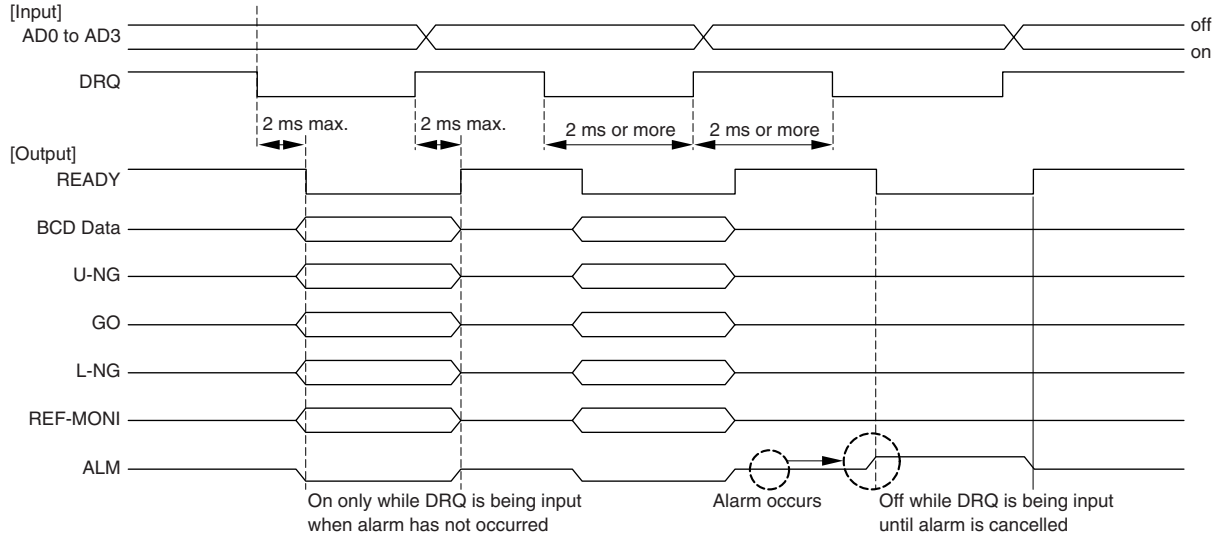 [Input]
AD0 to AD3
off
on
DRQ
2 ms max.
2 ms max.
2 ms or more
2 ms or more
[Output]
READY
BCD Data
U-NG
GO
L-NG
REF-MONI
ALM
On only while DRQ is being input
when alarm has not occurred
Alarm occurs
Off while DRQ is being input
until alarm is cancelled